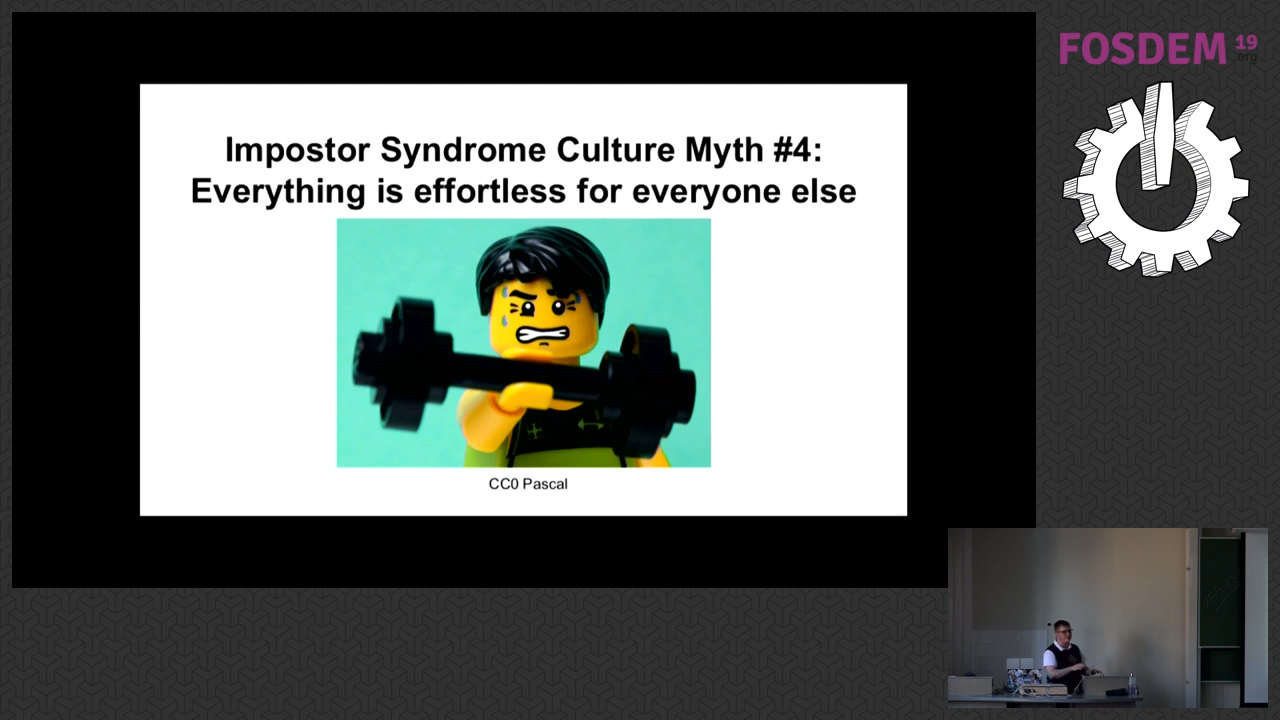 Impostor Syndrome Culture Myth #4:
Everything is effortless for everyone else
CC0 Pascal
FOSDEM 19
.org